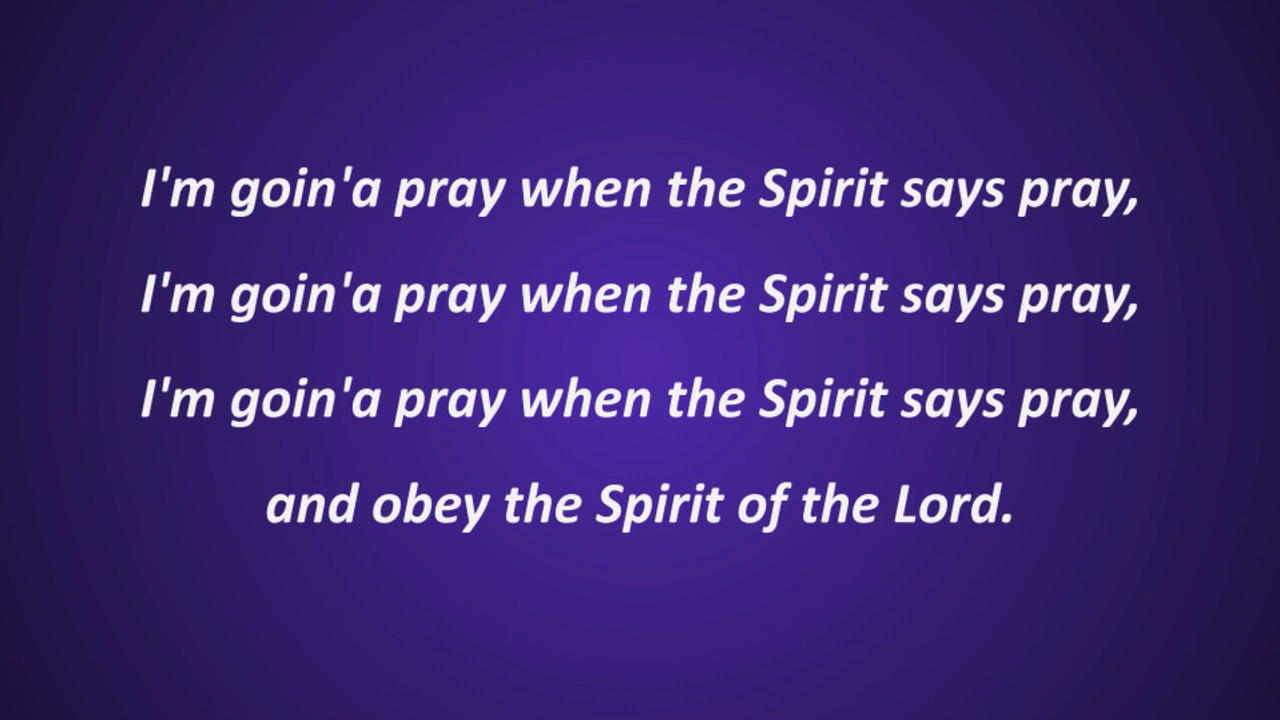 I'm goin'a pray when the Spirit says pray,
I'm goin'a pray when the Spirit says pray,
I'm goin'a pray when the Spirit says pray,
and obey the Spirit of the Lord.